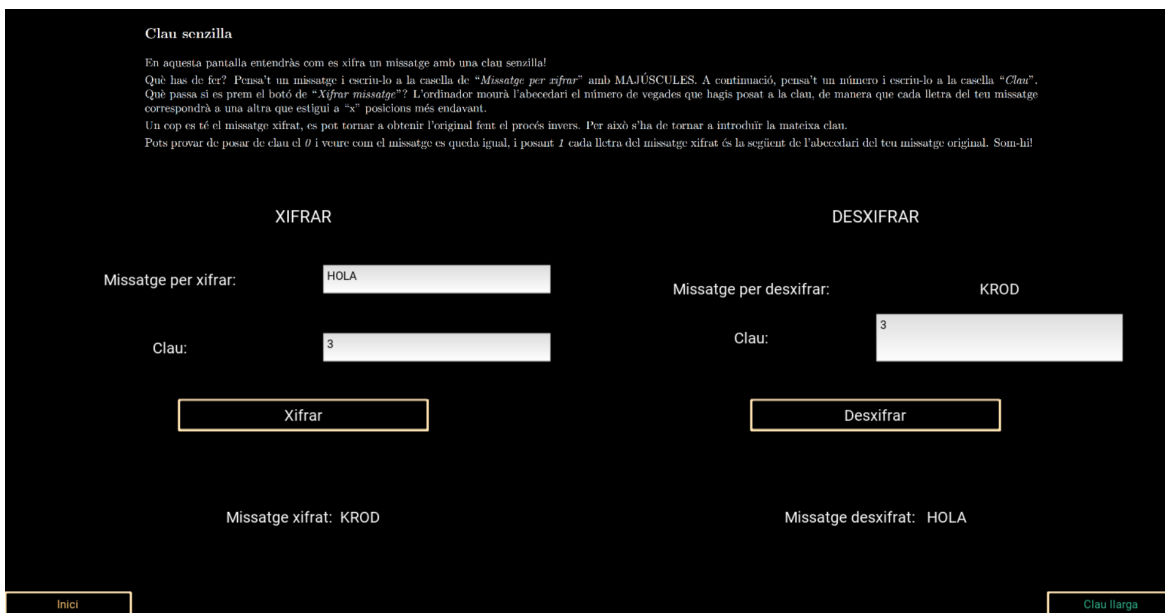 Clau senzilla
En aquesta pantalla entendràs com es xifra un missatge amb una clau senzilla!
Què has de fer? Pensa't un missatge i escriu-lo a la casella de “Missatge per xifrar” amb MAJÚSCULES. A continuació, pensa't un número i escriu-lo a la casella “Clau”.
Què passa si es prem el botó de “Xifrar missatge”? L'ordinador mourà l'abecedari el número de vegades que hagis posat a la clau, de manera que cada lletra del teu missatge
correspondrà a una altra que estigui a “x” posicions més endavant.
Un cop es té el missatge xifrat, es pot tornar a obtenir l'original fent el procés invers. Per això s'ha de tornar a introduïr la mateixa clau.
Pots provar de posar de clau el 0 i veure com el missatge es queda igual, i posant 1 cada lletra del missatge xifrat és la següent de l'abecedari del teu missatge original. Som-hi!
XIFRAR
Missatge per xifrar: HOLA
Clau: 3
Xifrar
Missatge xifrat: KROD
DESXIFRAR
Missatge per desxifrar: KROD
Clau: 3
Desxifrar
Missatge desxifrat: HOLA
Inici
Clau llarga